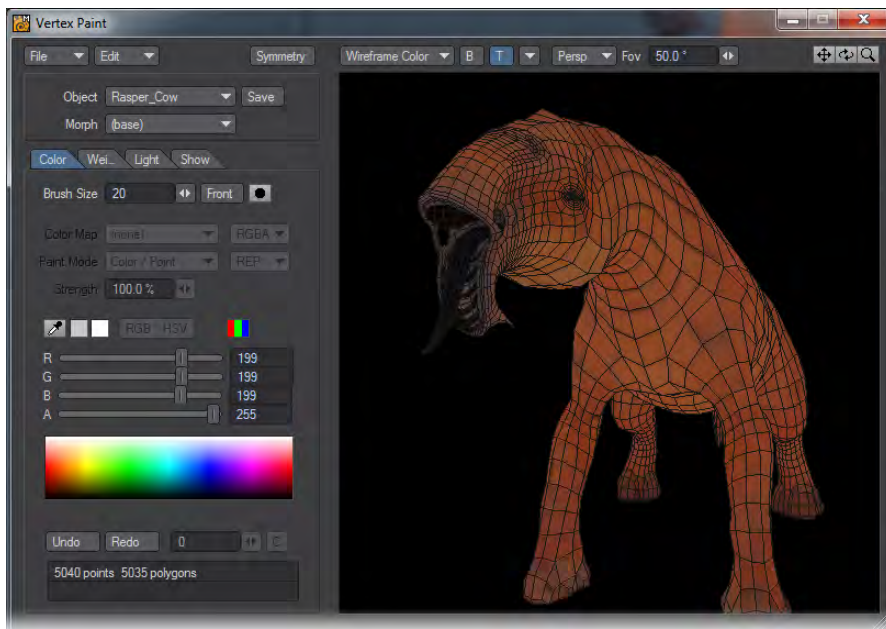 Vertex Paint
File Edit Symmetry Wireframe Color B T Persp Fov 50.0 °
Object Rasper_Cow Save
Morph (base)
Color Wei... Light Show
Brush Size 20 Front
Color Map (none) RGBA
Paint Mode Color / Point REP
Strength 100.0 %
RGB HSV
R 199
G 199
B 199
A 255
Undo Redo 0 C
5040 points 5035 polygons